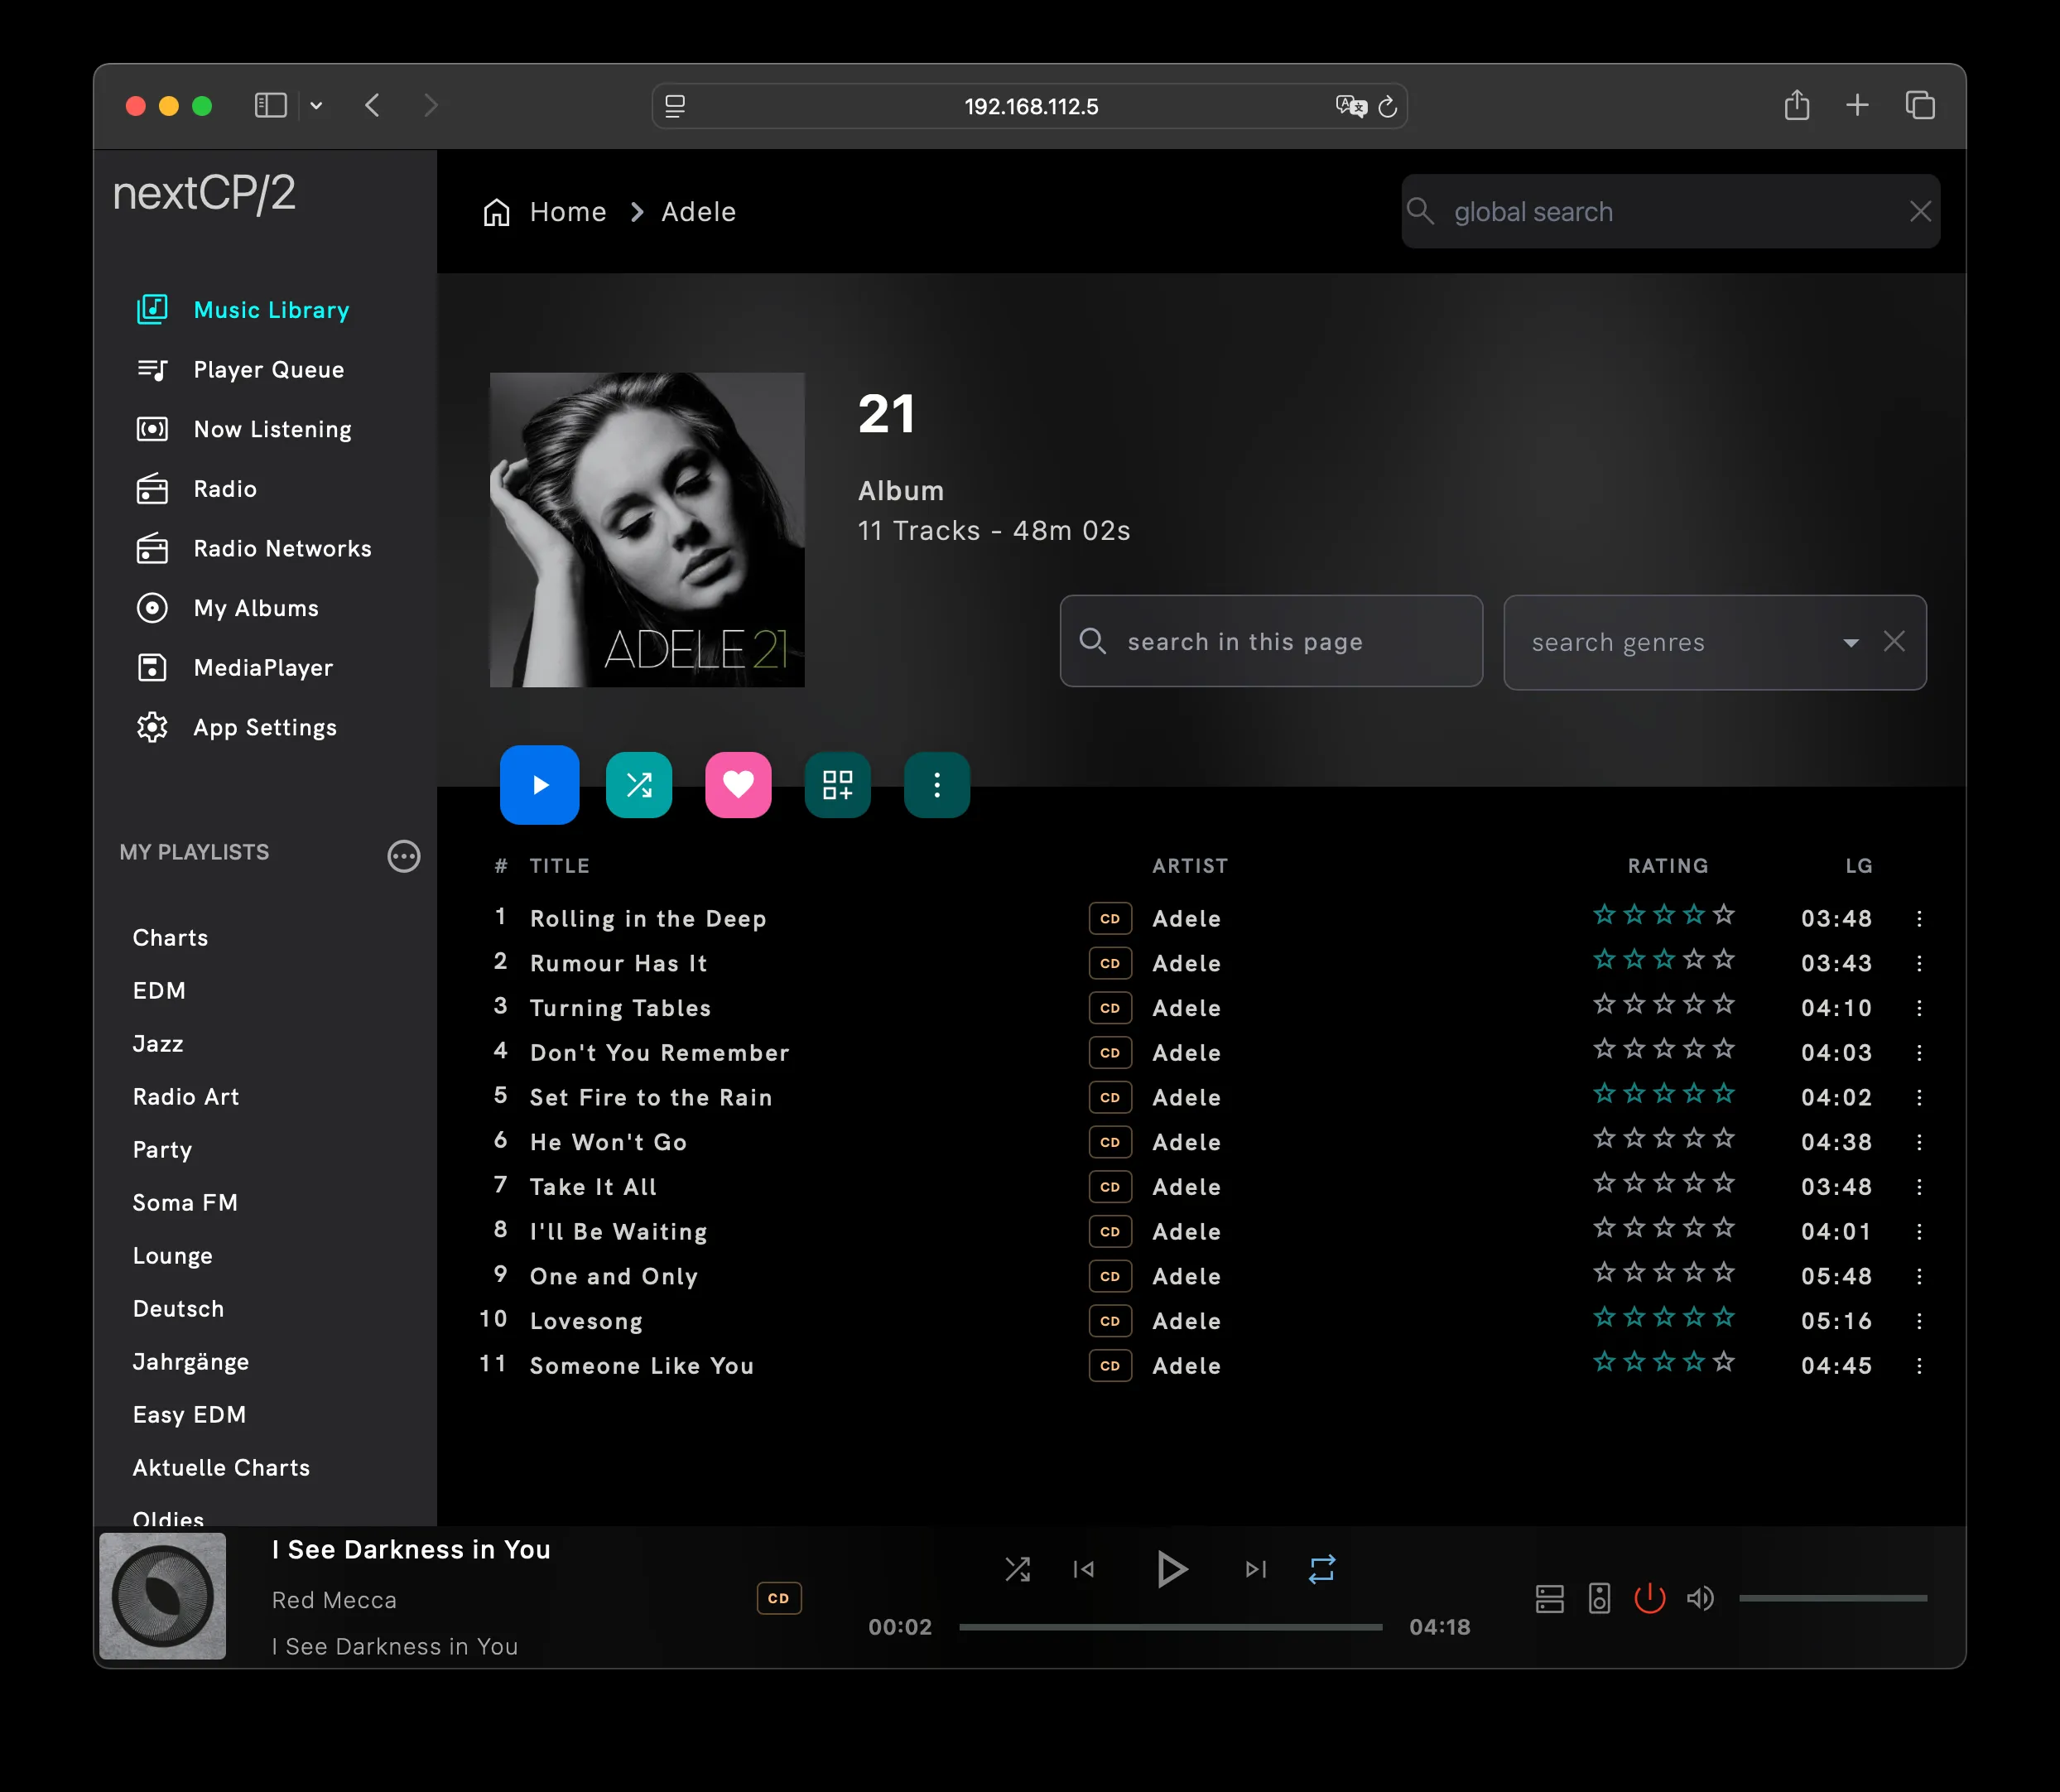 192.168.112.5
nextCP/2
Home > Adele
global search
Music Library
Player Queue
Now Listening
Radio
Radio Networks
My Albums
MediaPlayer
App Settings
MY PLAYLISTS
Charts
EDM
Jazz
Radio Art
Party
Soma FM
Lounge
Deutsch
Jahrgänge
Easy EDM
Aktuelle Charts
Oldies
ADELE 21
21
Album
11 Tracks - 48m 02s
search in this page
search genres
# TITLE ARTIST RATING LG
1 Rolling in the Deep CD Adele 03:48
2 Rumour Has It CD Adele 03:43
3 Turning Tables CD Adele 04:10
4 Don't You Remember CD Adele 04:03
5 Set Fire to the Rain CD Adele 04:02
6 He Won't Go CD Adele 04:38
7 Take It All CD Adele 03:48
8 I'll Be Waiting CD Adele 04:01
9 One and Only CD Adele 05:48
10 Lovesong CD Adele 05:16
11 Someone Like You CD Adele 04:45
I See Darkness in You
Red Mecca
I See Darkness in You
CD
00:02
04:18